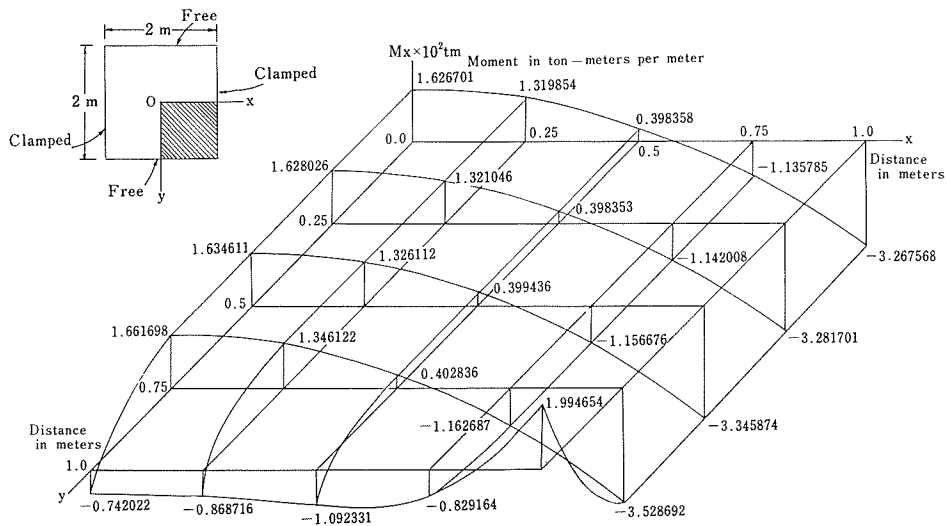 Free
2 m
Mx×10²tm
Moment in ton—meters per meter
Clamped
1.626701
1.319854
2 m
O
x
0.398358
0.0
0.25
0.5
0.75
1.0
x
Clamped
−1.135785
Distance
in meters
Free
y
1.628026
1.321046
0.25
0.398353
−1.142008
−3.267568
1.634611
1.326112
0.5
0.399436
−1.156676
−3.281701
1.661698
1.346122
0.75
0.402836
1.994654
−1.162687
−3.345874
Distance
in meters
1.0
y
−0.742022
−0.868716
−1.092331
−0.829164
−3.528692